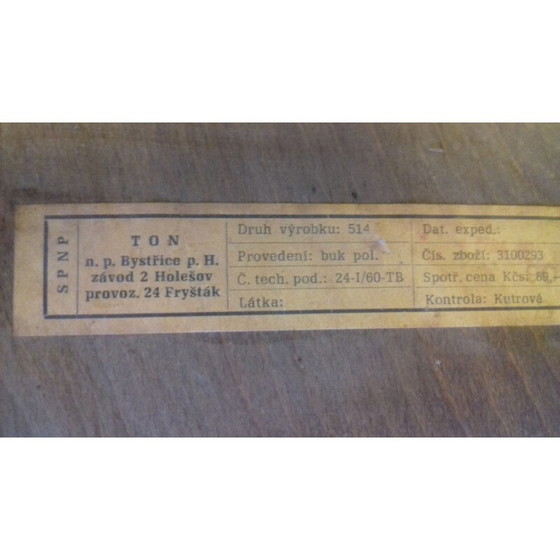 SPNP
TON
n. p. Bystřice p. H.
závod 2 Holešov
provoz. 24 Fryšták
Druh výrobku: 514
Provedení: buk pol.
Č. tech. pod.: 24-I/60-TB
Látka:
Dat. exped.:
Čís. zboží: 3100293
Spotř. cena Kčs: 80,–
Kontrola: Kutrová